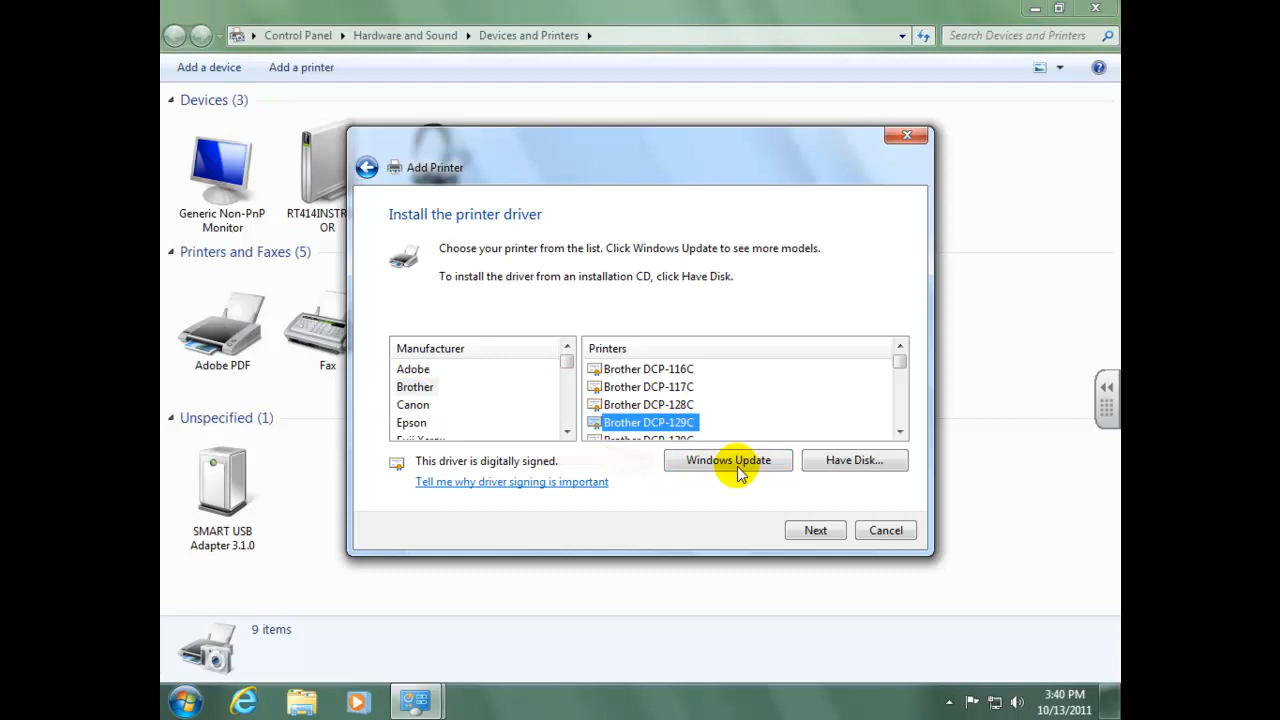 Control Panel
Hardware and Sound
Devices and Printers
Search Devices and Printers
Add a device
Add a printer
Devices (3)
Generic Non-PnP
Monitor
RT414INSTR
OR
Printers and Faxes (5)
Adobe PDF
Fax
Unspecified (1)
SMART USB
Adapter 3.1.0
9 items
Add Printer
Install the printer driver
Choose your printer from the list. Click Windows Update to see more models.
To install the driver from an installation CD, click Have Disk.
Manufacturer
Adobe
Brother
Canon
Epson
Fuji Xerox
Printers
Brother DCP-116C
Brother DCP-117C
Brother DCP-128C
Brother DCP-129C
This driver is digitally signed.
Tell me why driver signing is important
Windows Update
Have Disk...
Next
Cancel
3:40 PM
10/13/2011